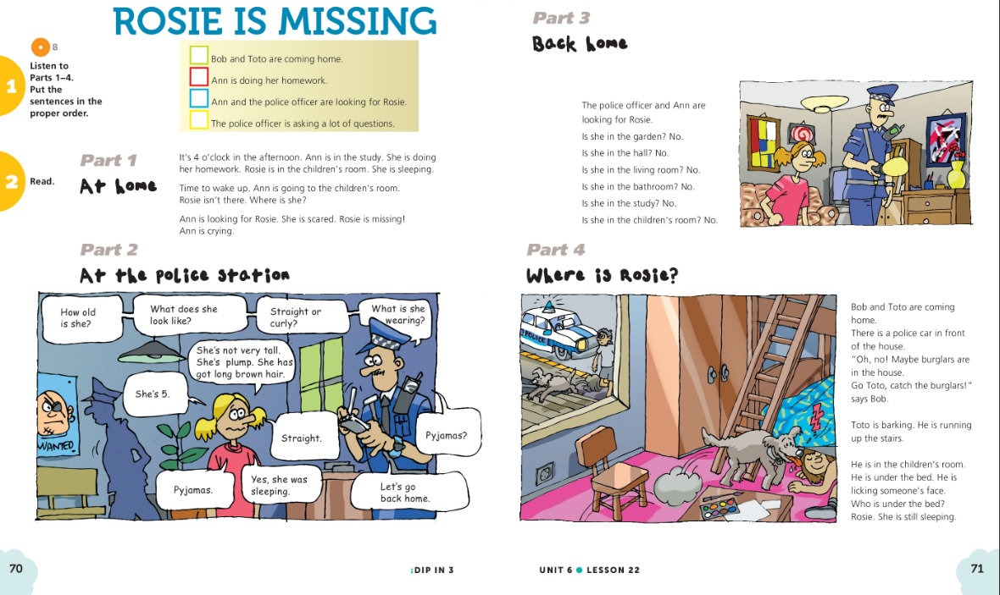 ROSIE IS MISSING
8
1
Listen to
Parts 1–4.
Put the
sentences in the
proper order.
Bob and Toto are coming home.
Ann is doing her homework.
Ann and the police officer are looking for Rosie.
The police officer is asking a lot of questions.
2
Read.
Part 1
At home
It's 4 o'clock in the afternoon. Ann is in the study. She is doing
her homework. Rosie is in the children's room. She is sleeping.
Time to wake up. Ann is going to the children's room.
Rosie isn't there. Where is she?
Ann is looking for Rosie. She is scared. Rosie is missing!
Ann is crying.
Part 2
At the police station
How old
is she?
What does she
look like?
Straight or
curly?
What is she
wearing?
She's not very tall.
She's plump. She has
got long brown hair.
She's 5.
WANTED
Straight.
Pyjamas?
Pyjamas.
Yes, she was
sleeping.
Let's go
back home.
70
;DIP IN 3
Part 3
Back home
The police officer and Ann are
looking for Rosie.
Is she in the garden? No.
Is she in the hall? No.
Is she in the living room? No.
Is she in the bathroom? No.
Is she in the study? No.
Is she in the children's room? No.
Part 4
Where is Rosie?
POLICE
Bob and Toto are coming
home.
There is a police car in front
of the house.
"Oh, no! Maybe burglars are
in the house.
Go Toto, catch the burglars!"
says Bob.
Toto is barking. He is running
up the stairs.
He is in the children's room.
He is under the bed. He is
licking someone's face.
Who is under the bed?
Rosie. She is still sleeping.
UNIT 6 ● LESSON 22
71